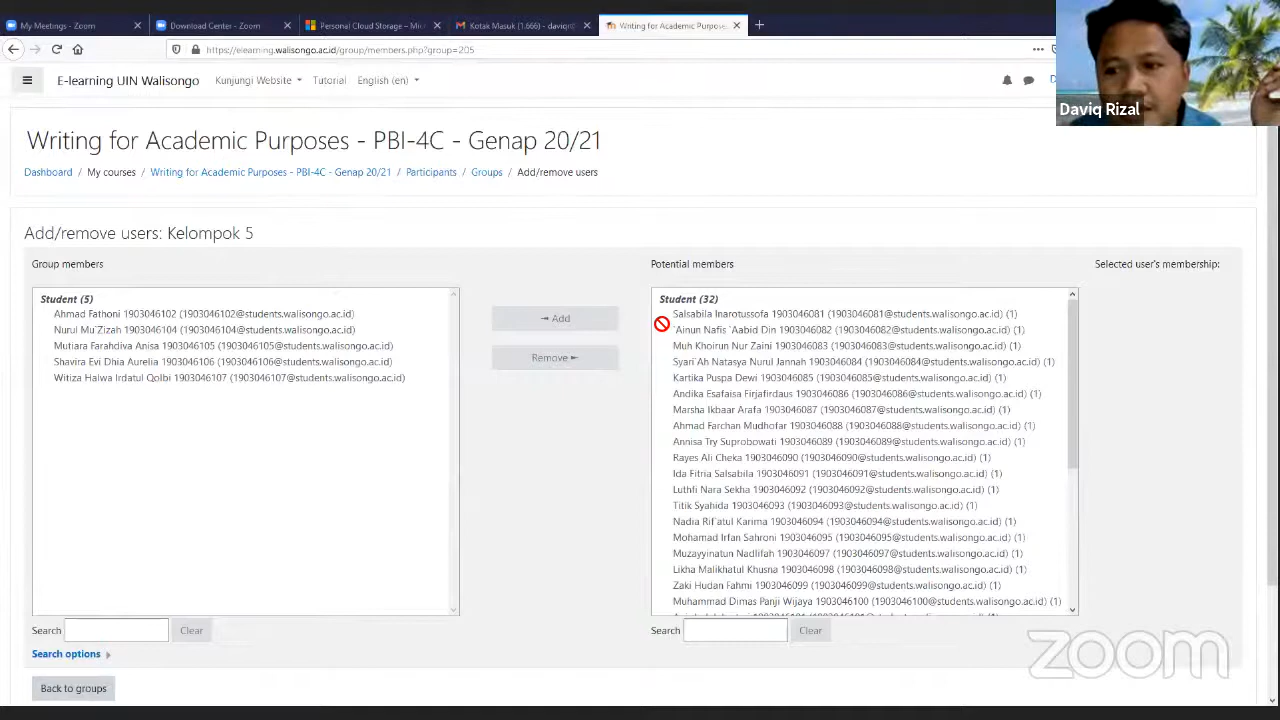 My Meetings - Zoom
Download Center - Zoom
Personal Cloud Storage – Mic
Kotak Masuk (1.666) - daviqr
Writing for Academic Purpose
https://elearning.walisongo.ac.id/group/members.php?group=205
E-learning UIN Walisongo
Kunjungi Website
Tutorial
English (en)
Daviq Rizal
Writing for Academic Purposes - PBI-4C - Genap 20/21
Dashboard / My courses / Writing for Academic Purposes - PBI-4C - Genap 20/21 / Participants / Groups / Add/remove users
Add/remove users: Kelompok 5
Group members
Student (5)
Ahmad Fathoni 1903046102 (1903046102@students.walisongo.ac.id)
Nurul Mu`Zizah 1903046104 (1903046104@students.walisongo.ac.id)
Mutiara Farahdiva Anisa 1903046105 (1903046105@students.walisongo.ac.id)
Shavira Evi Dhia Aurelia 1903046106 (1903046106@students.walisongo.ac.id)
Witiza Halwa Irdatul Qolbi 1903046107 (1903046107@students.walisongo.ac.id)
Search
Clear
Search options
Back to groups
⇥ Add
Remove ⇤
Potential members
Student (32)
Salsabila Inarotussofa 1903046081 (1903046081@students.walisongo.ac.id) (1)
`Ainun Nafis `Aabid Din 1903046082 (1903046082@students.walisongo.ac.id) (1)
Muh Khoirun Nur Zaini 1903046083 (1903046083@students.walisongo.ac.id) (1)
Syari`Ah Natasya Nurul Jannah 1903046084 (1903046084@students.walisongo.ac.id) (1)
Kartika Puspa Dewi 1903046085 (1903046085@students.walisongo.ac.id) (1)
Andika Esafaisa Firjafirdaus 1903046086 (1903046086@students.walisongo.ac.id) (1)
Marsha Ikbaar Arafa 1903046087 (1903046087@students.walisongo.ac.id) (1)
Ahmad Farchan Mudhofar 1903046088 (1903046088@students.walisongo.ac.id) (1)
Annisa Try Suprobowati 1903046089 (1903046089@students.walisongo.ac.id) (1)
Rayes Ali Cheka 1903046090 (1903046090@students.walisongo.ac.id) (1)
Ida Fitria Salsabila 1903046091 (1903046091@students.walisongo.ac.id) (1)
Luthfi Nara Sekha 1903046092 (1903046092@students.walisongo.ac.id) (1)
Titik Syahida 1903046093 (1903046093@students.walisongo.ac.id) (1)
Nadia Rif`atul Karima 1903046094 (1903046094@students.walisongo.ac.id) (1)
Mohamad Irfan Sahroni 1903046095 (1903046095@students.walisongo.ac.id) (1)
Muzayyinatun Nadlifah 1903046097 (1903046097@students.walisongo.ac.id) (1)
Likha Malikhatul Khusna 1903046098 (1903046098@students.walisongo.ac.id) (1)
Zaki Hudan Fahmi 1903046099 (1903046099@students.walisongo.ac.id) (1)
Muhammad Dimas Panji Wijaya 1903046100 (1903046100@students.walisongo.ac.id) (1)
Search
Clear
Selected user's membership:
zoom